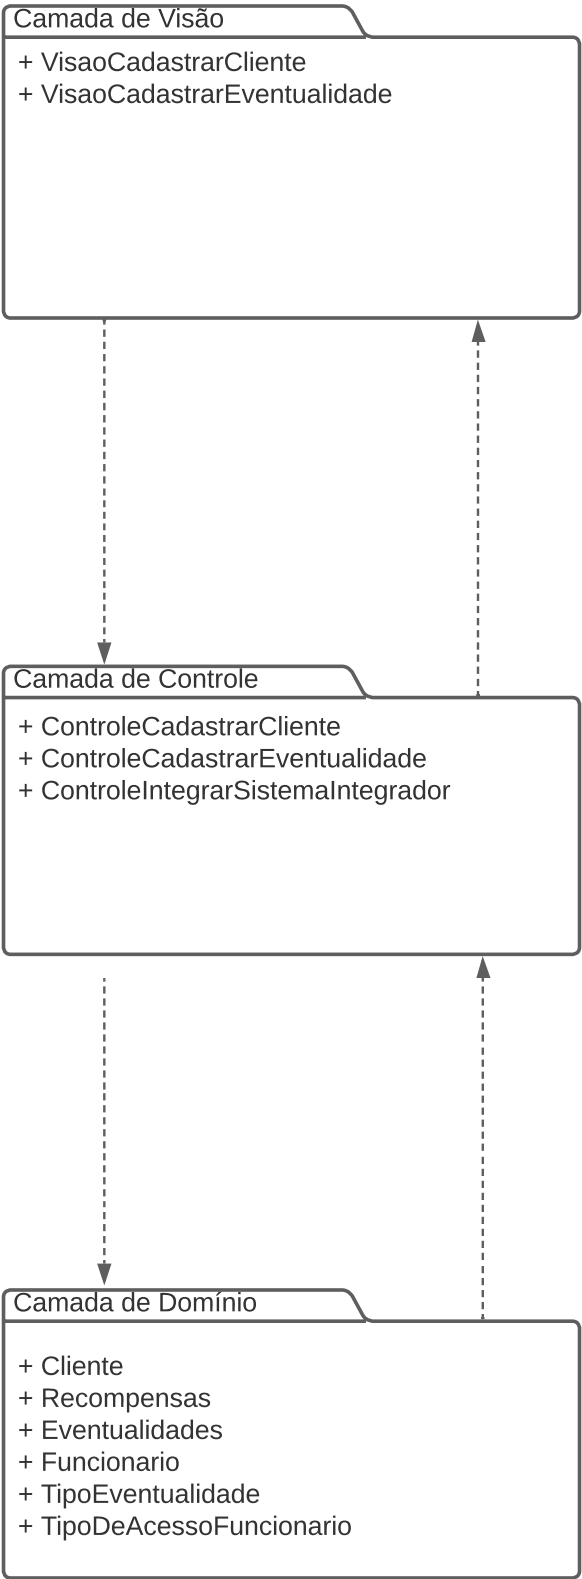 Camada de Visão
+ VisaoCadastrarCliente
+ VisaoCadastrarEventualidade
Camada de Controle
+ ControleCadastrarCliente
+ ControleCadastrarEventualidade
+ ControleIntegrarSistemaIntegrador
Camada de Domínio
+ Cliente
+ Recompensas
+ Eventualidades
+ Funcionario
+ TipoEventualidade
+ TipoDeAcessoFuncionario